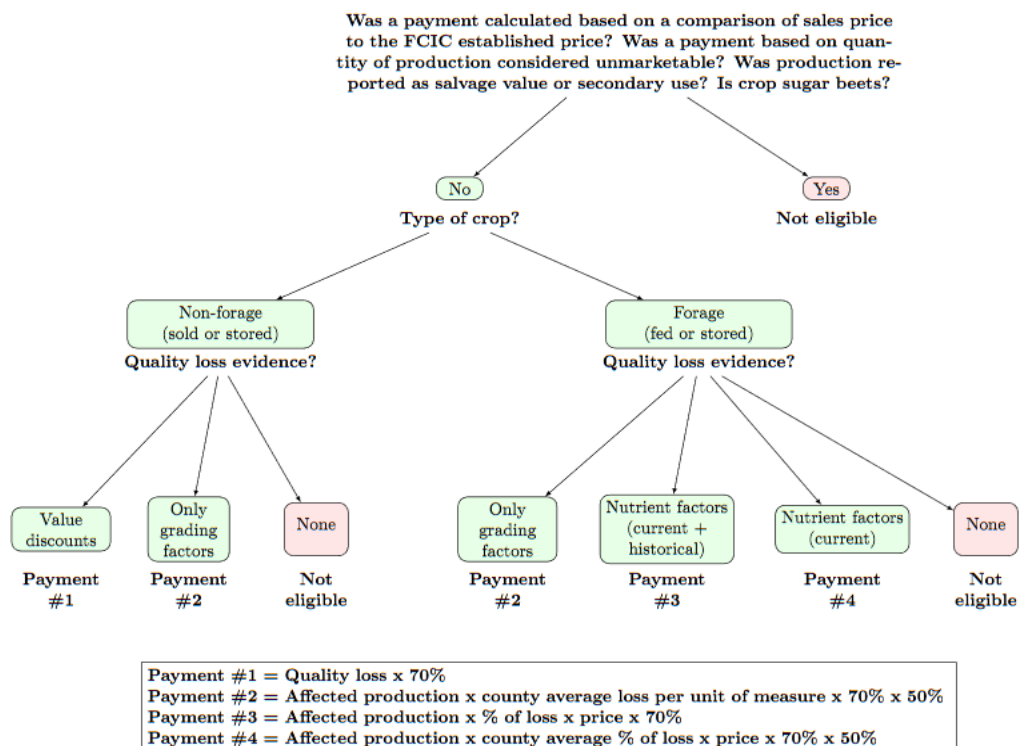 Was a payment calculated based on a comparison of sales price
to the FCIC established price? Was a payment based on quan-
tity of production considered unmarketable? Was production re-
ported as salvage value or secondary use? Is crop sugar beets?
No
Yes
Type of crop?
Not eligible
Non-forage
(sold or stored)
Quality loss evidence?
Forage
(fed or stored)
Quality loss evidence?
Value
discounts
Payment
#1
Only
grading
factors
Payment
#2
None
Not
eligible
Only
grading
factors
Payment
#2
Nutrient factors
(current +
historical)
Payment
#3
Nutrient factors
(current)
Payment
#4
None
Not
eligible
Payment #1 = Quality loss x 70%
Payment #2 = Affected production x county average loss per unit of measure x 70% x 50%
Payment #3 = Affected production x % of loss x price x 70%
Payment #4 = Affected production x county average % of loss x price x 70% x 50%